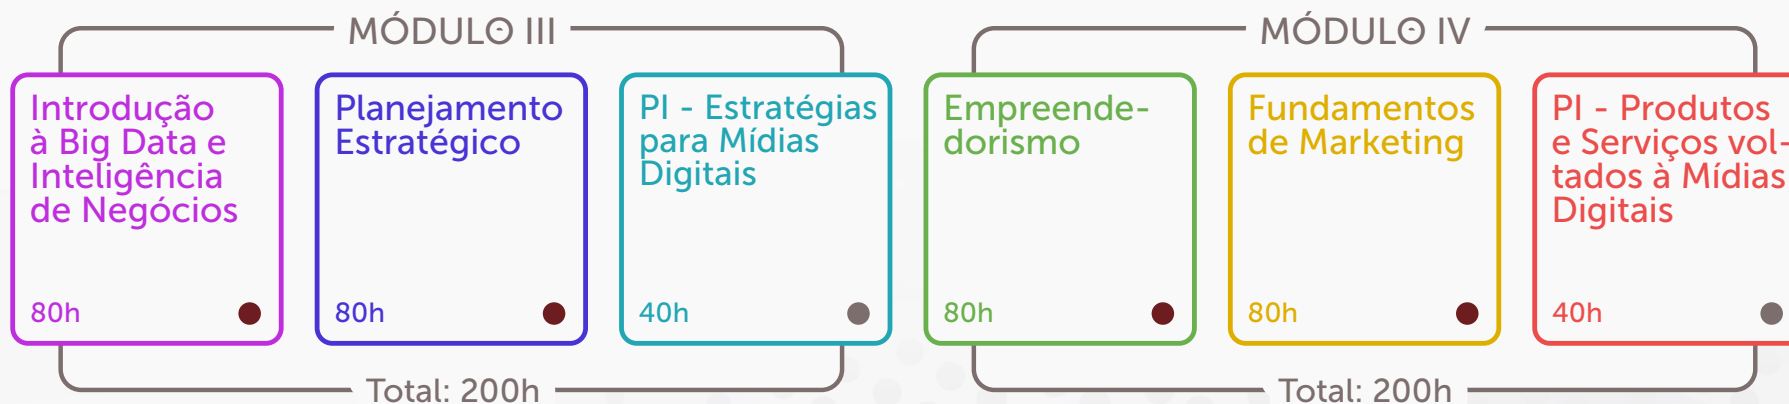 MÓDULO III
Introdução
à Big Data e
Inteligência
de Negócios
80h
Planejamento
Estratégico
80h
PI - Estratégias
para Mídias
Digitais
40h
Total: 200h
MÓDULO IV
Empreende-
dorismo
80h
Fundamentos
de Marketing
80h
PI - Produtos
e Serviços vol-
tados à Mídias
Digitais
40h
Total: 200h